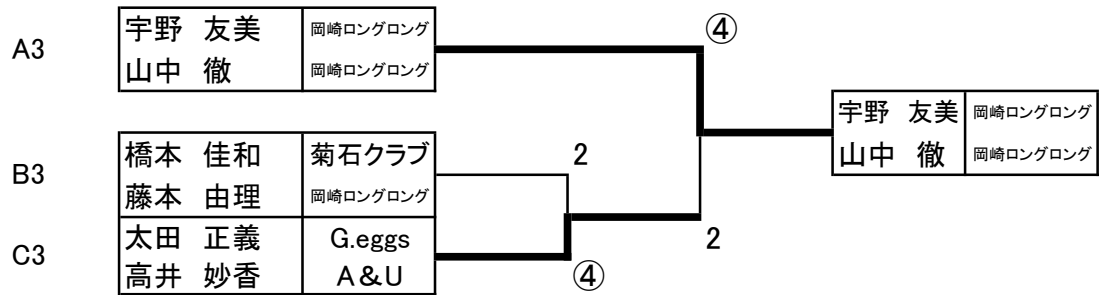 A3
宇野 友美 岡崎ロングロング
山中 徹 岡崎ロングロング
④
宇野 友美 岡崎ロングロング
山中 徹 岡崎ロングロング
B3
橋本 佳和 菊石クラブ
藤本 由理 岡崎ロングロング
2
C3
太田 正義 G.eggs
高井 妙香 A&U
④
2